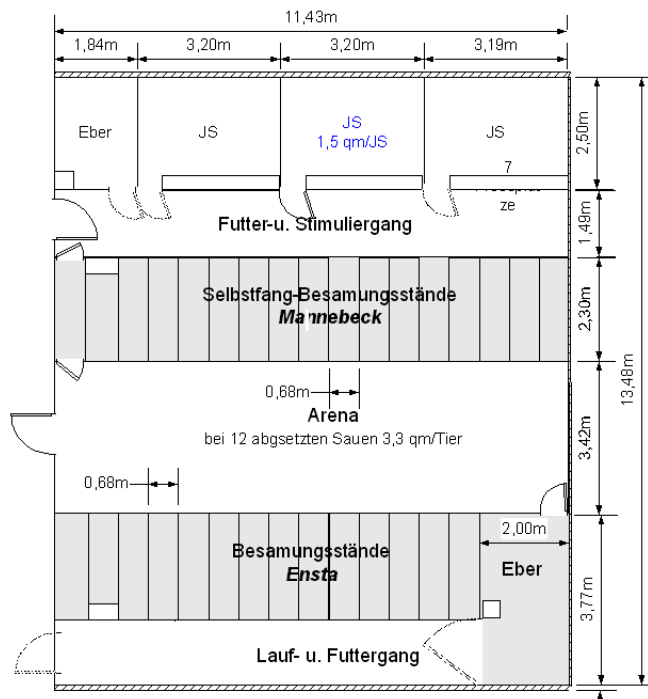 11,43m
1,84m
3,20m
3,20m
3,19m
Eber
JS
JS
1,5 qm/JS
JS
7
ze
2,50m
Futter-u. Stimuliergang
1,49m
Selbstfang-Besamungsstände
Mannebeck
2,30m
13,48m
0,68m
Arena
bei 12 abgsetzten Sauen 3,3 qm/Tier
3,42m
0,68m
2,00m
Besamungsstände
Ensta
Eber
3,77m
Lauf- u. Futtergang